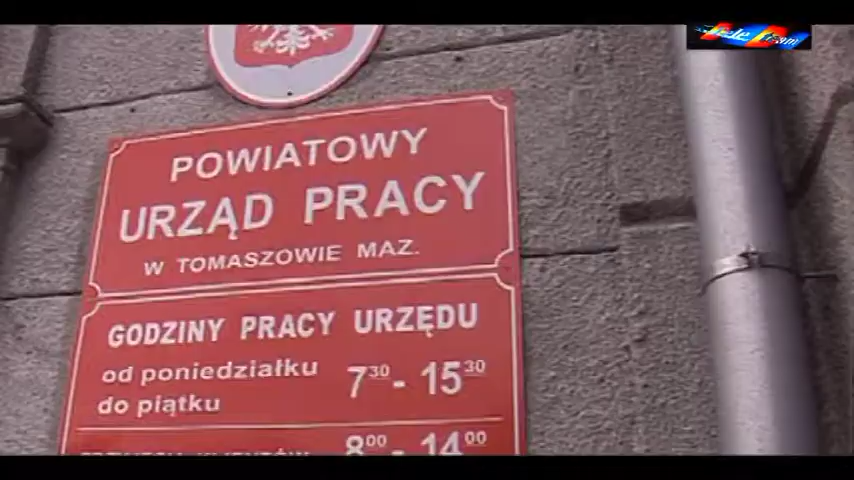 POWIATOWY
URZĄD PRACY
W TOMASZOWIE MAZ.
GODZINY PRACY URZĘDU
od poniedziałku 7³⁰ - 15³⁰
do piątku
8⁰⁰ - 14⁰⁰